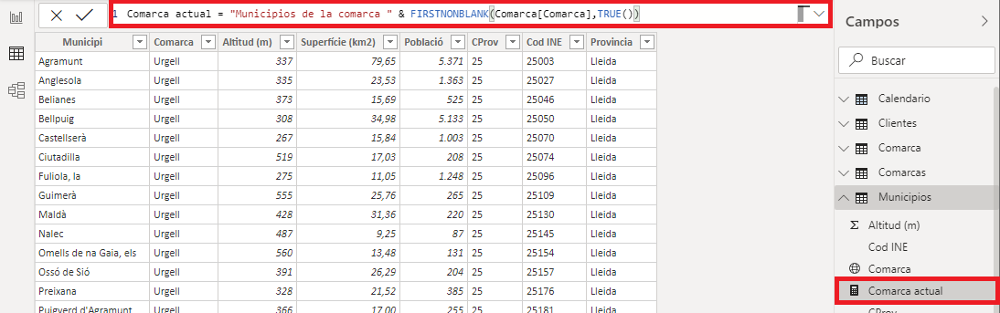 1 Comarca actual = "Municipios de la comarca " & FIRSTNONBLANK(Comarca[Comarca],TRUE())
Municipi Comarca Altitud (m) Superfície (km2) Població CProv Cod INE Provincia
Agramunt Urgell 337 79,65 5.371 25 25003 Lleida
Anglesola Urgell 335 23,53 1.363 25 25027 Lleida
Belianes Urgell 373 15,69 525 25 25046 Lleida
Bellpuig Urgell 308 34,98 5.133 25 25050 Lleida
Castellserà Urgell 267 15,84 1.003 25 25070 Lleida
Ciutadilla Urgell 519 17,03 208 25 25074 Lleida
Fuliola, la Urgell 275 11,05 1.248 25 25096 Lleida
Guimerà Urgell 555 25,76 265 25 25109 Lleida
Maldà Urgell 428 31,36 220 25 25130 Lleida
Nalec Urgell 487 9,25 87 25 25145 Lleida
Omells de na Gaia, els Urgell 560 13,48 131 25 25154 Lleida
Ossó de Sió Urgell 391 26,29 204 25 25157 Lleida
Preixana Urgell 328 21,52 385 25 25176 Lleida
Puigverd d'Agramunt Urgell 366 17,00 255 25 25181 Lleida
Campos
Buscar
Calendario
Clientes
Comarca
Comarcas
Municipios
Altitud (m)
Cod INE
Comarca
Comarca actual
CProv